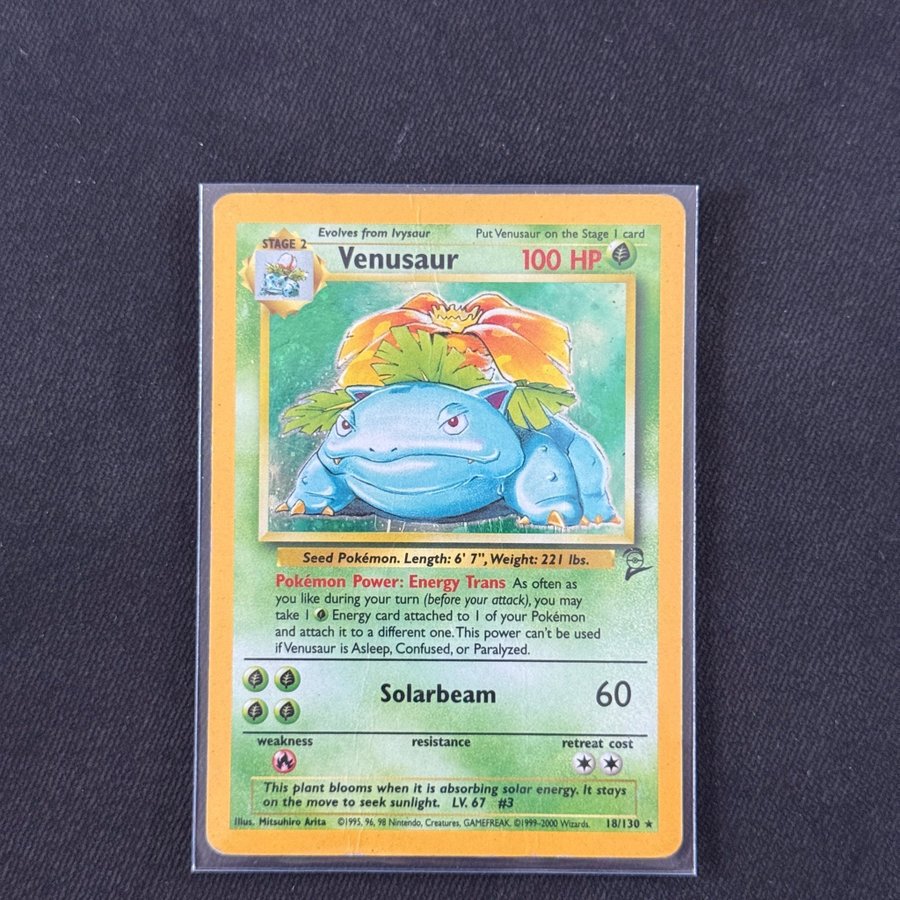 Evolves from Ivysaur Put Venusaur on the Stage 1 card
STAGE 2
Venusaur 100 HP
Seed Pokémon. Length: 6' 7", Weight: 221 lbs.
Pokémon Power: Energy Trans As often as
you like during your turn (before your attack), you may
take 1 Energy card attached to 1 of your Pokémon
and attach it to a different one. This power can't be used
if Venusaur is Asleep, Confused, or Paralyzed.
Solarbeam 60
weakness resistance retreat cost
This plant blooms when it is absorbing solar energy. It stays
on the move to seek sunlight. LV. 67 #3
Illus. Mitsuhiro Arita ©1995, 96, 98 Nintendo, Creatures, GAMEFREAK. ©1999-2000 Wizards. 18/130 ★